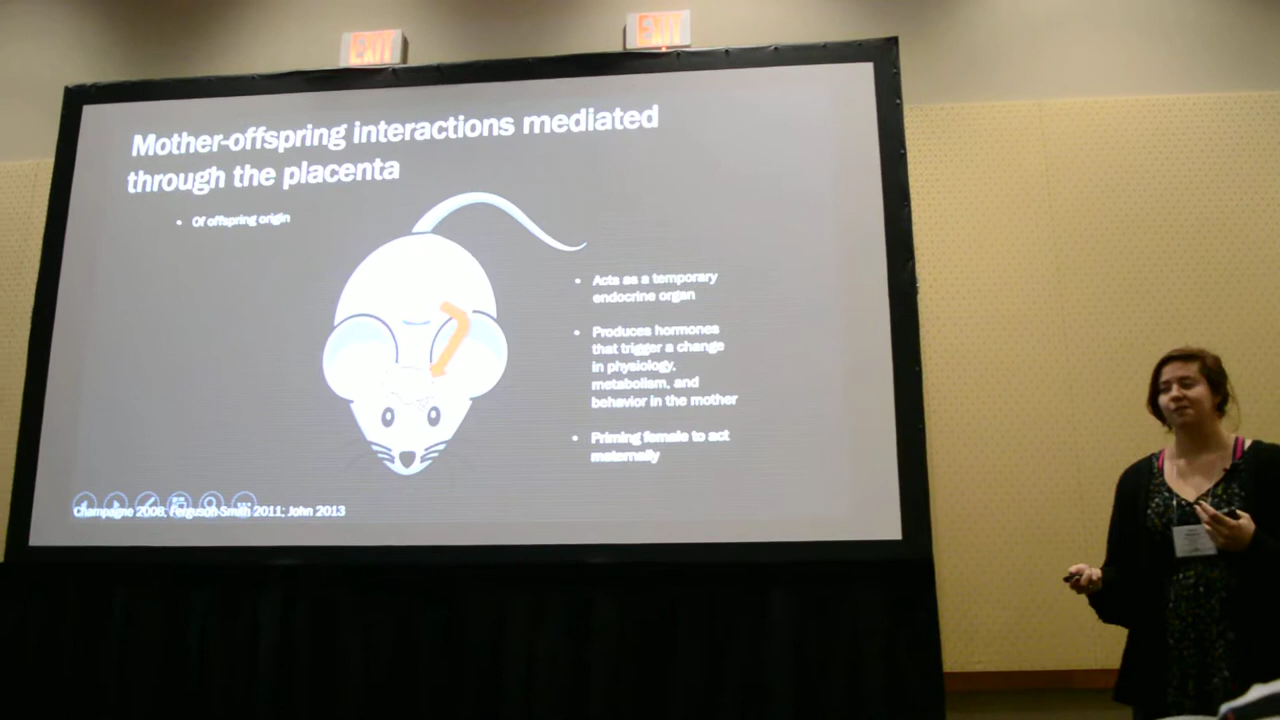 EXIT
EXIT
Mother-offspring interactions mediated
through the placenta
• Of offspring origin
• Acts as a temporary
endocrine organ
• Produces hormones
that trigger a change
in physiology,
metabolism, and
behavior in the mother
• Priming female to act
maternally
Champagne 2008; Ferguson-Smith 2011; John 2013